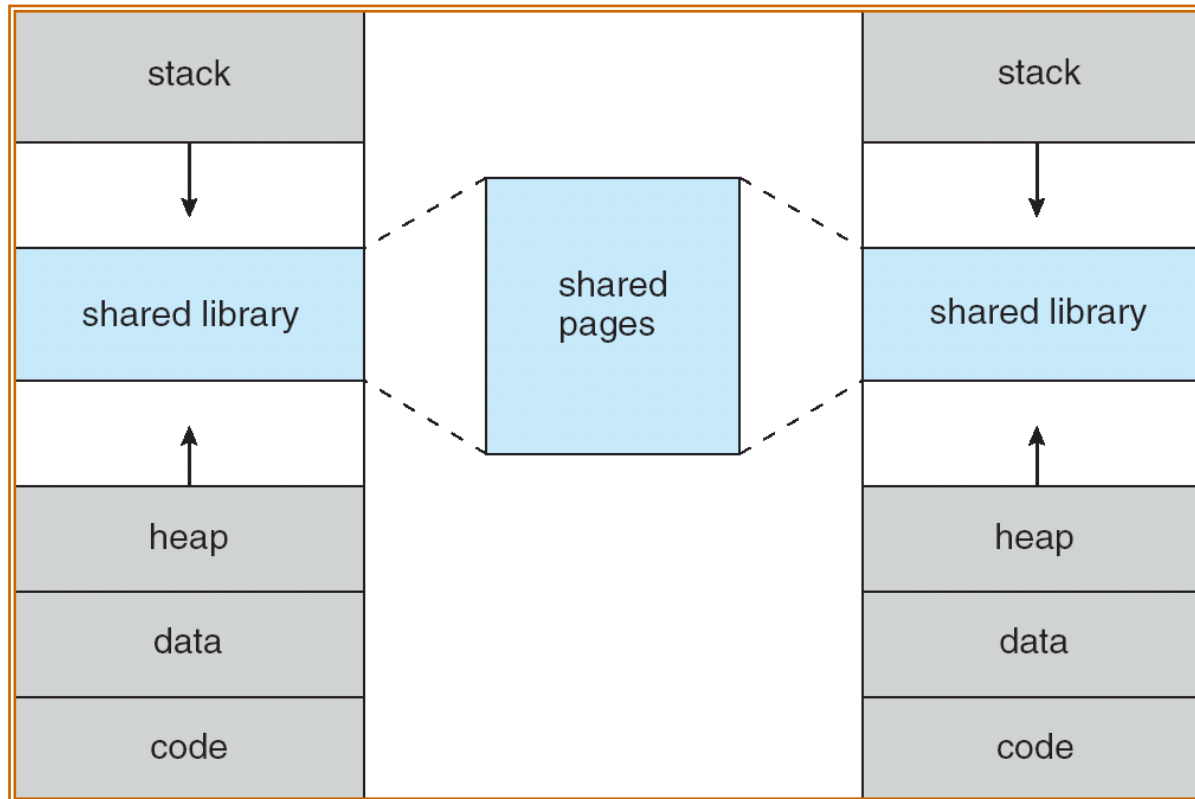 stack
shared library
heap
data
code
shared
pages
stack
shared library
heap
data
code